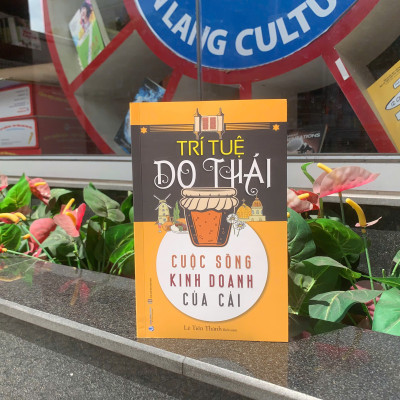 LANG CULTU
TRÍ TUỆ
DO THÁI
CUỘC SỐNG
KINH DOANH
CỦA CẢI